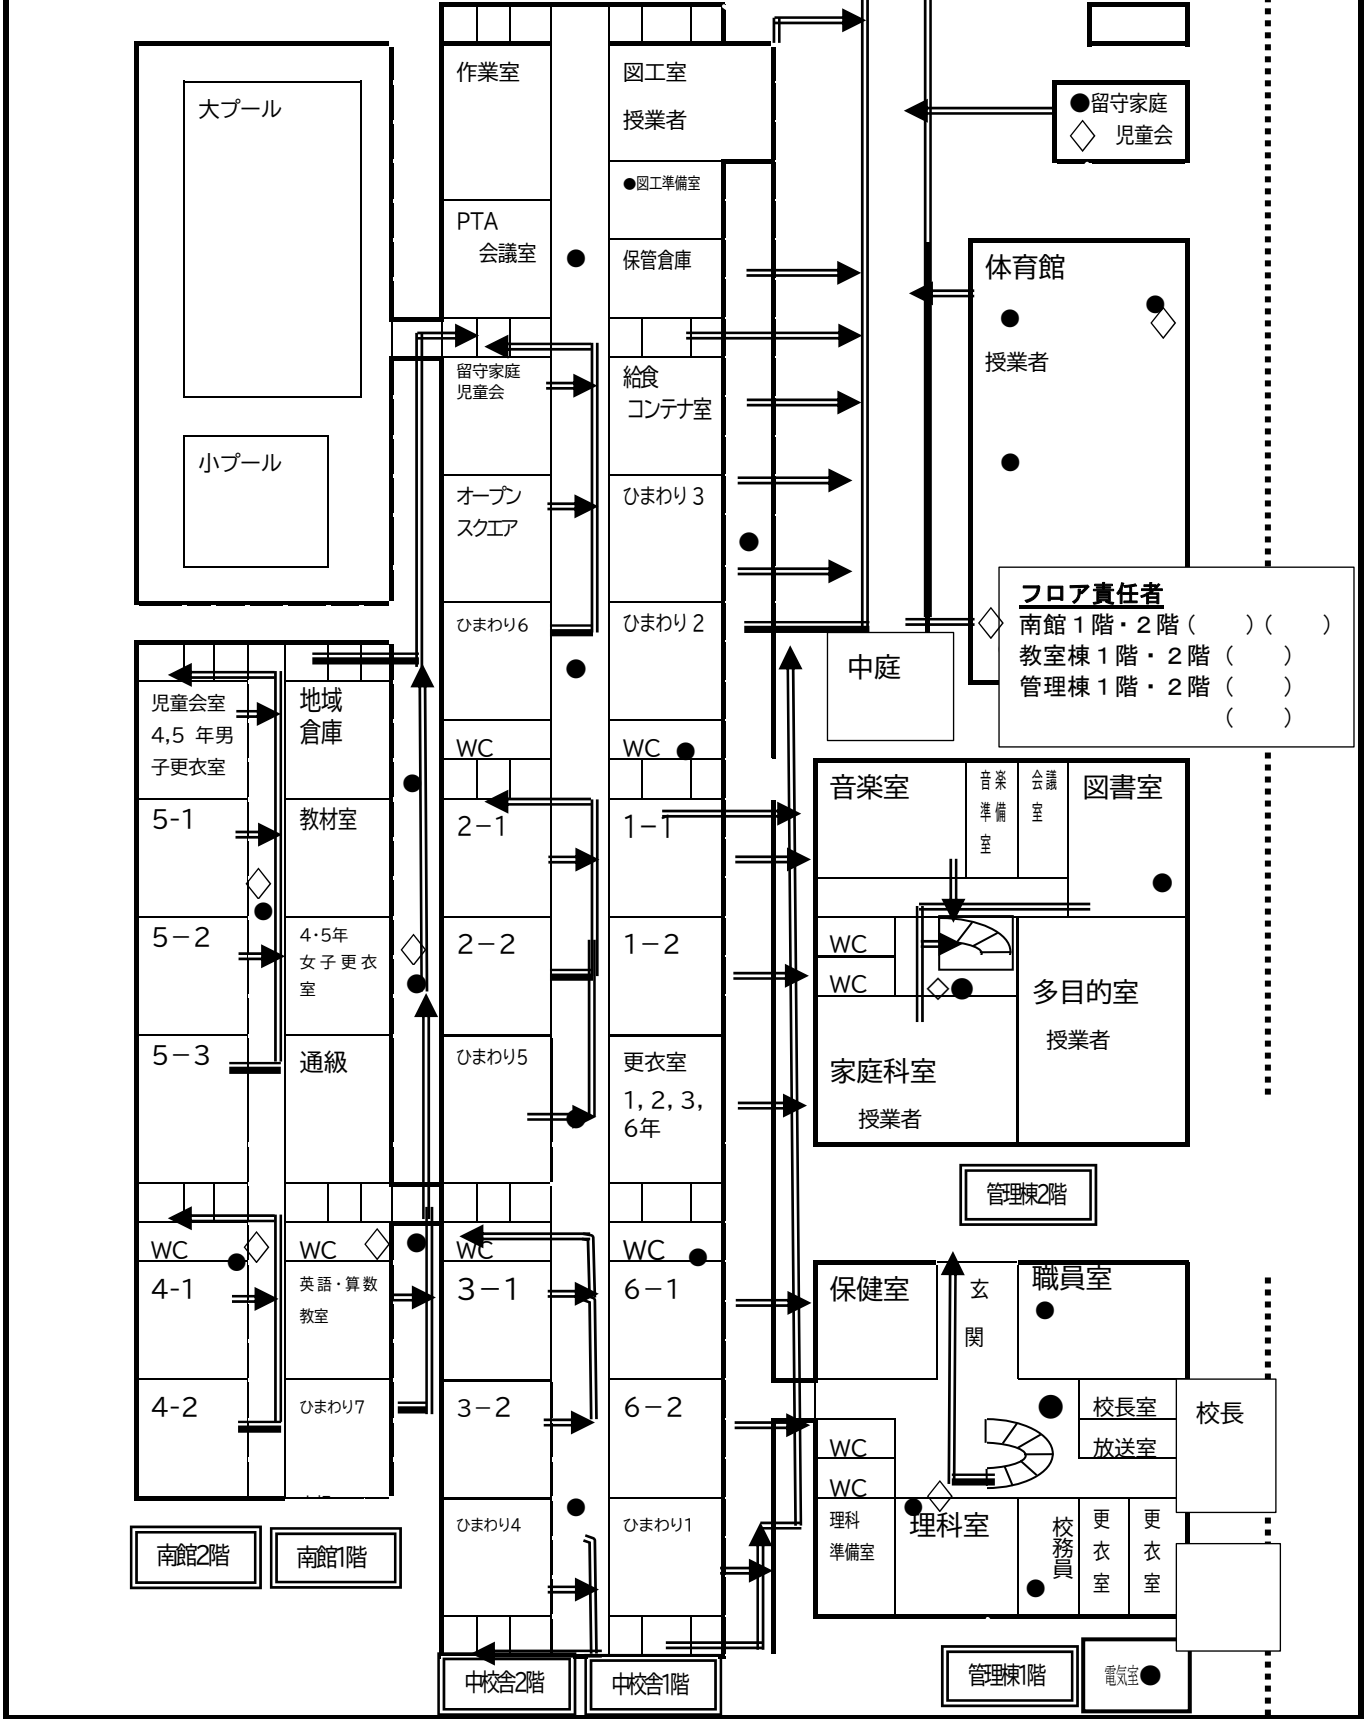 作業室
図工室
授業者
大プール
●図工準備室
PTA
会議室
保管倉庫
●留守家庭
◇ 児童会
体育館
授業者
留守家庭
児童会
給食
コンテナ室
小プール
オープン
スクエア
ひまわり3
ひまわり6
ひまわり2
中庭
フロア責任者
南館1階・2階( )( )
教室棟1階・2階( )
管理棟1階・2階( )
( )
児童会室
4,5 年男
子更衣室
地域
倉庫
WC
WC
5-1
教材室
2-1
1-1
音楽室
音楽
準備
室
会議
室
図書室
5-2
4・5年
女子更衣
室
2-2
1-2
WC
WC
多目的室
授業者
5-3
通級
ひまわり5
更衣室
1,2,3,
6年
家庭科室
授業者
管理棟2階
WC
WC
WC
WC
4-1
英語・算数
教室
3-1
6-1
保健室
玄
関
職員室
4-2
ひまわり7
3-2
6-2
校長室
放送室
校長
WC
WC
ひまわり4
ひまわり1
理科
準備室
理科室
校務員
更衣室
更衣室
南館2階
南館1階
中校舎2階
中校舎1階
管理棟1階
電気室